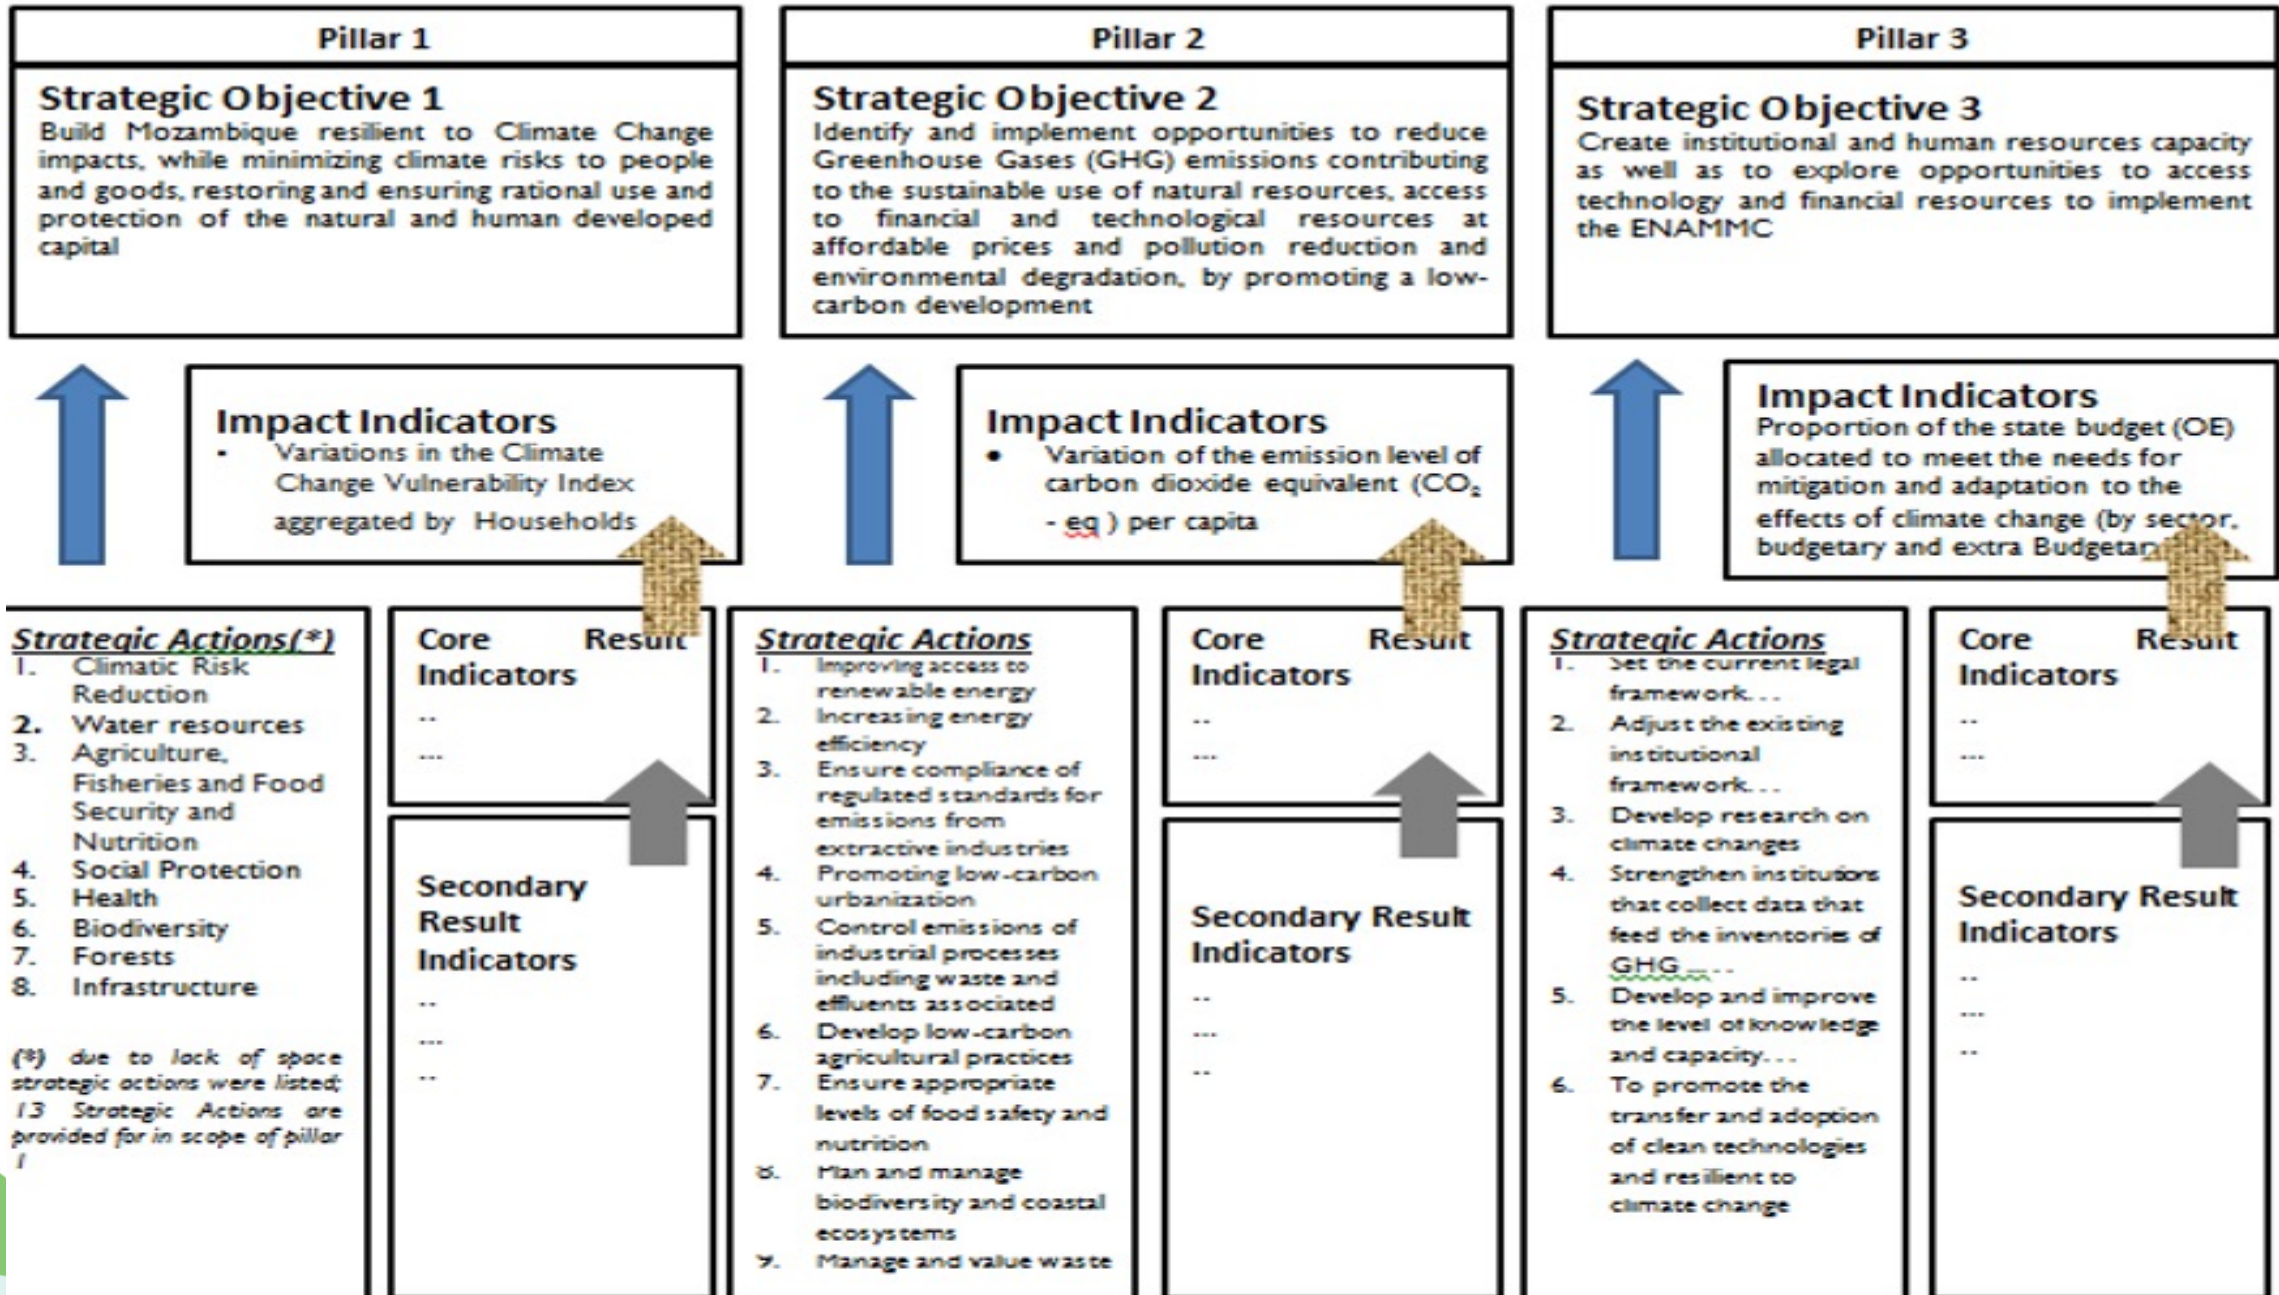 Pillar 1
Strategic Objective 1
Build Mozambique resilient to Climate Change
impacts, while minimizing climate risks to people
and goods, restoring and ensuring rational use and
protection of the natural and human developed
capital
Impact Indicators
- Variations in the Climate
Change Vulnerability Index
aggregated by Households
Strategic Actions(*)
1. Climatic Risk
Reduction
2. Water resources
3. Agriculture,
Fisheries and Food
Security and
Nutrition
4. Social Protection
5. Health
6. Biodiversity
7. Forests
8. Infrastructure
(*) due to lack of space
strategic actions were listed;
13 Strategic Actions are
provided for in scope of pillar
1
Core Result
Indicators
..
...
Secondary
Result
Indicators
..
...
..
Pillar 2
Strategic Objective 2
Identify and implement opportunities to reduce
Greenhouse Gases (GHG) emissions contributing
to the sustainable use of natural resources, access
to financial and technological resources at
affordable prices and pollution reduction and
environmental degradation, by promoting a low-
carbon development
Impact Indicators
• Variation of the emission level of
carbon dioxide equivalent (CO₂
- eq ) per capita
Strategic Actions
1. Improving access to
renewable energy
2. Increasing energy
efficiency
3. Ensure compliance of
regulated standards for
emissions from
extractive industries
4. Promoting low-carbon
urbanization
5. Control emissions of
industrial processes
including waste and
effluents associated
6. Develop low-carbon
agricultural practices
7. Ensure appropriate
levels of food safety and
nutrition
8. Plan and manage
biodiversity and coastal
ecosystems
9. Manage and value waste
Core Result
Indicators
..
...
Secondary Result
Indicators
..
...
..
Pillar 3
Strategic Objective 3
Create institutional and human resources capacity
as well as to explore opportunities to access
technology and financial resources to implement
the ENAMMC
Impact Indicators
Proportion of the state budget (OE)
allocated to meet the needs for
mitigation and adaptation to the
effects of climate change (by sector,
budgetary and extra Budgetary
Strategic Actions
1. Set the current legal
framework...
2. Adjust the existing
institutional
framework...
3. Develop research on
climate changes
4. Strengthen institutions
that collect data that
feed the inventories of
GHG ....
5. Develop and improve
the level of knowledge
and capacity...
6. To promote the
transfer and adoption
of clean technologies
and resilient to
climate change
Core Result
Indicators
..
...
Secondary Result
Indicators
..
...
..